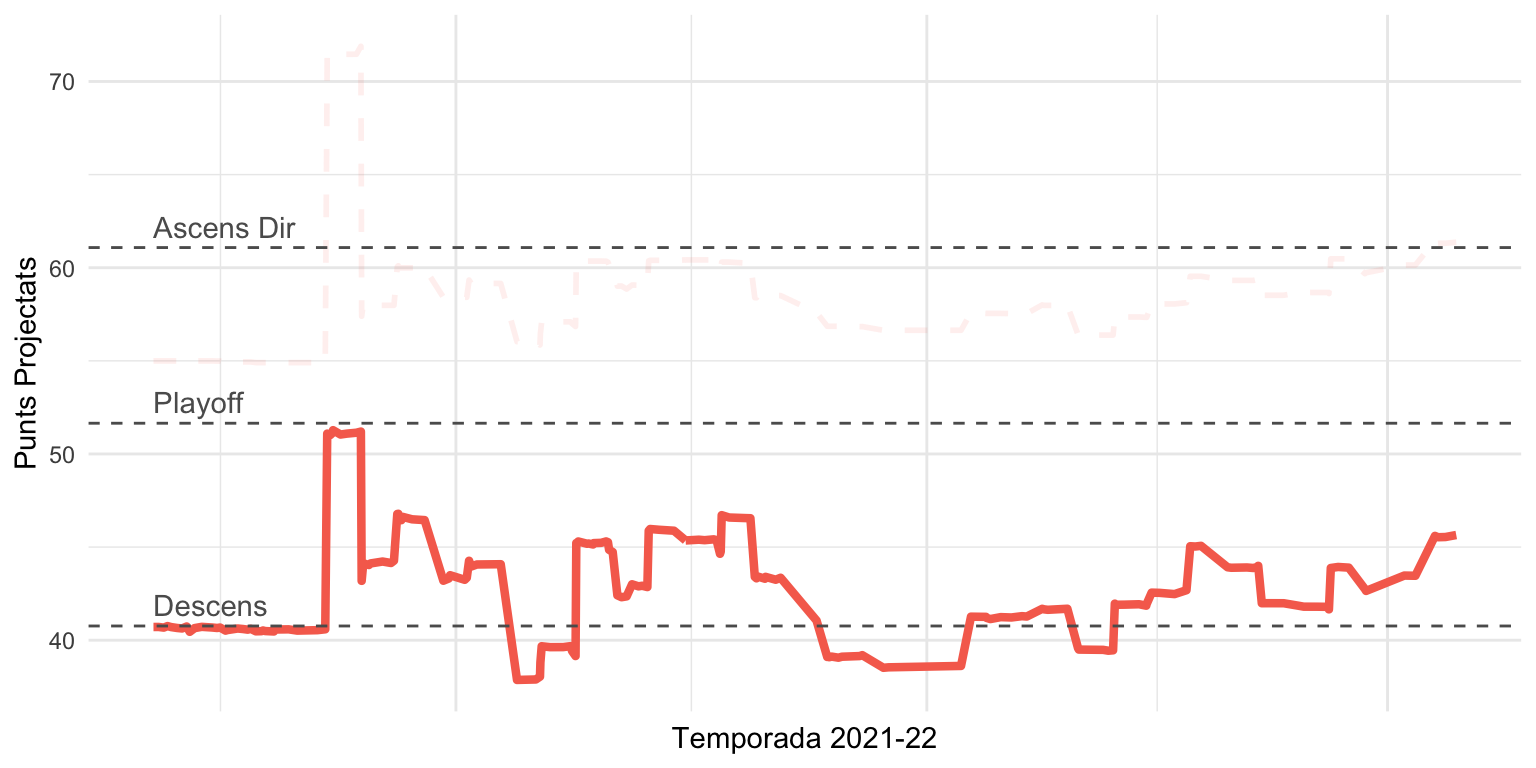 70
Ascens Dir
60
Playoff
50
Descens
40
Punts Projectats
Temporada 2021-22